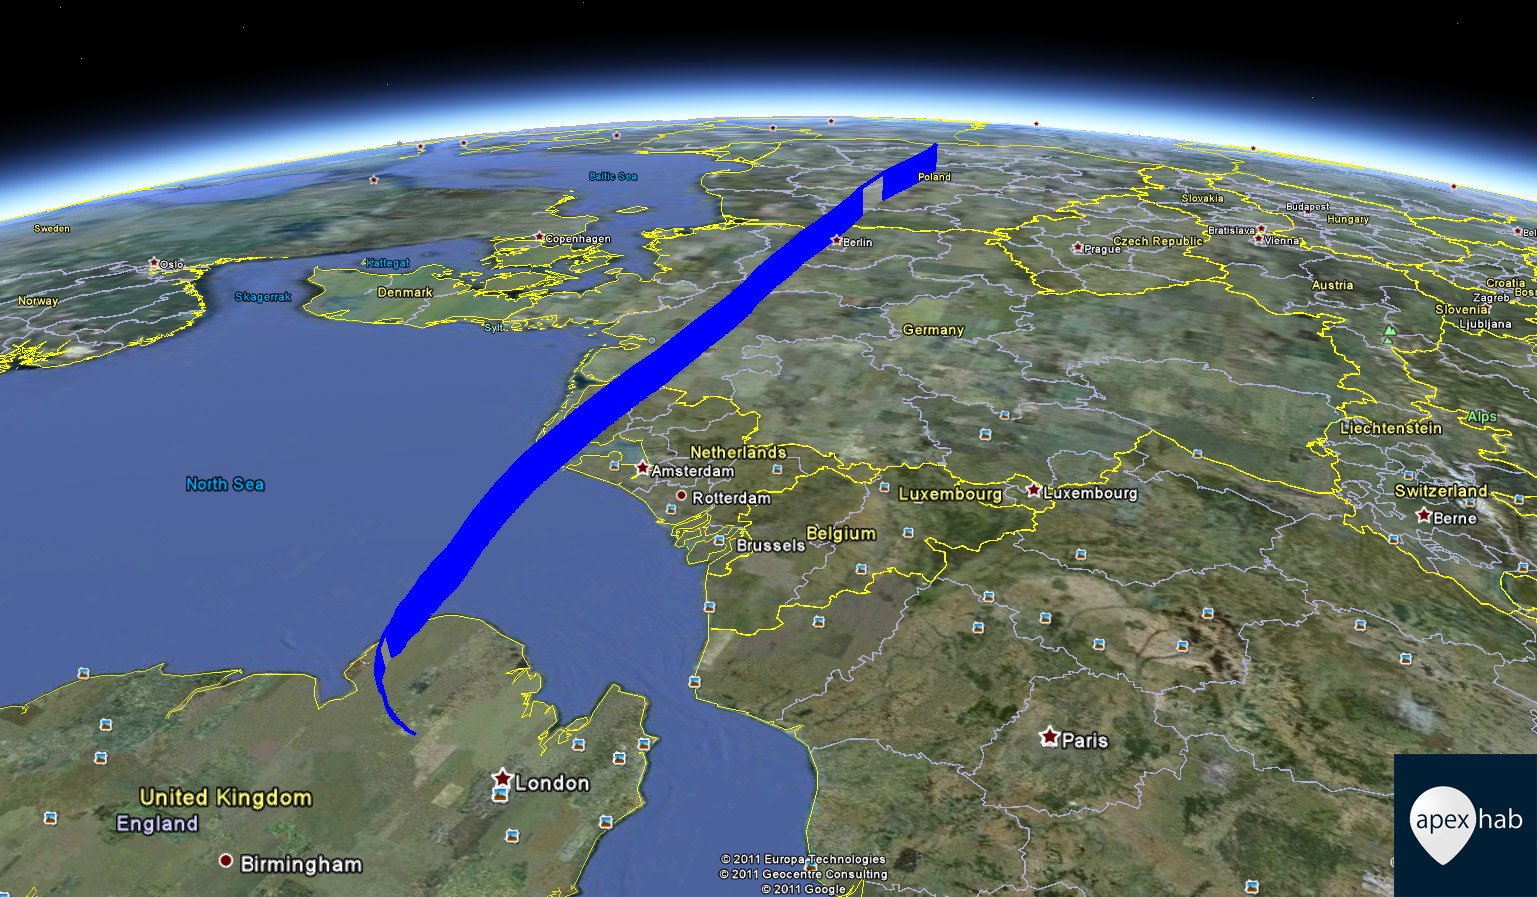 Baltic Sea
Poland
Sweden
Copenhagen
Oslo
Kattegat
Norway
Skagerrak
Denmark
Sylt
Berlin
Slovakia
Budapest
Hungary
Bratislava
Vienna
Prague
Czech Republic
Austria
Croatia
Zagreb
Slovenia
Ljubljana
Germany
Alps
Liechtenstein
Netherlands
Amsterdam
Rotterdam
North Sea
Luxembourg
Luxembourg
Switzerland
Berne
Belgium
Brussels
Paris
London
United Kingdom
England
Birmingham
apex hab
© 2011 Europa Technologies
© 2011 Geocentre Consulting
© 2011 Google